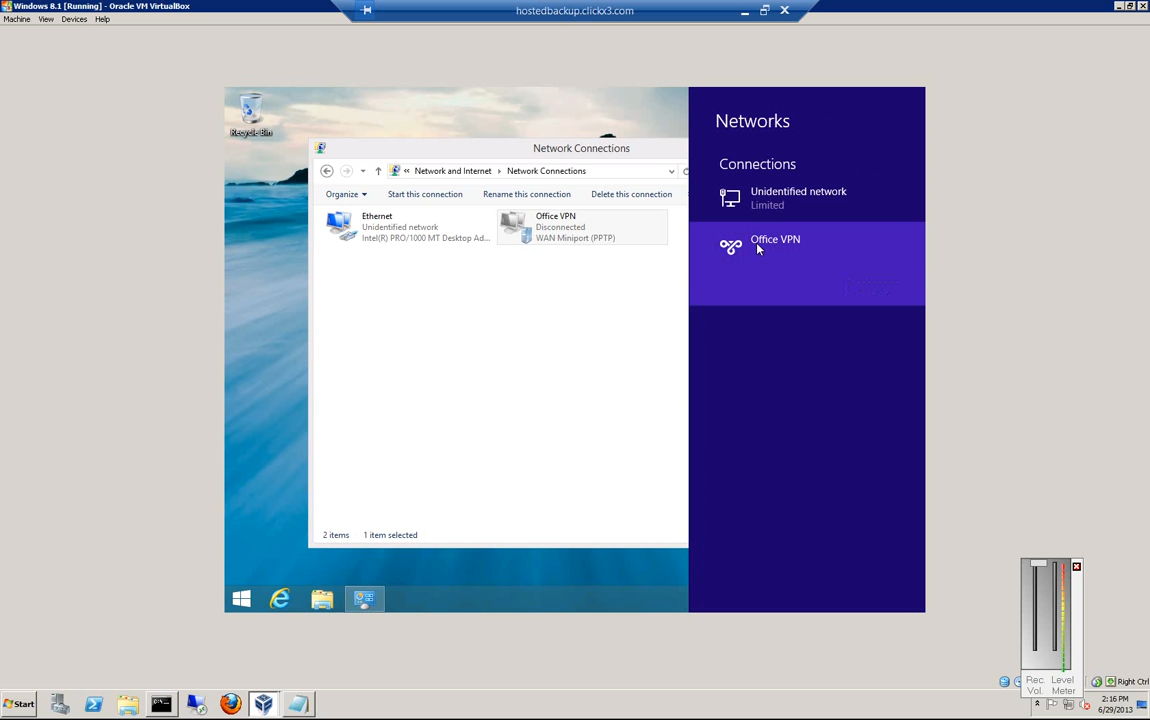 Windows 8.1 [Running] - Oracle VM VirtualBox
hostedbackup.clickx3.com
Machine View Devices Help
Recycle Bin
Network Connections
« Network and Internet › Network Connections
Organize Start this connection Rename this connection Delete this connection
Ethernet
Unidentified network
Intel(R) PRO/1000 MT Desktop Ad...
Office VPN
Disconnected
WAN Miniport (PPTP)
2 items 1 item selected
Networks
Connections
Unidentified network
Limited
Office VPN
Rec. Vol.
Level Meter
Right Ctrl
Start
2:16 PM
6/29/2013